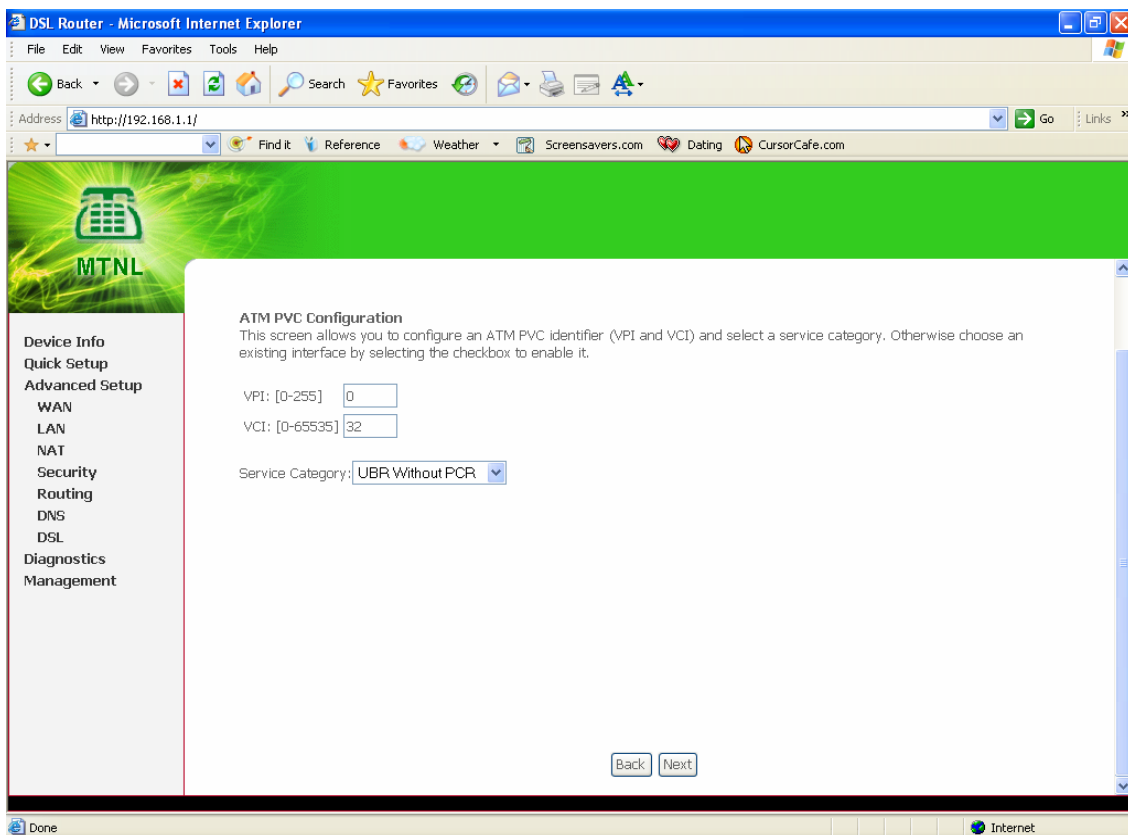 DSL Router - Microsoft Internet Explorer
File Edit View Favorites Tools Help
Back Search Favorites
Address http://192.168.1.1/ Go Links »
Find it Reference Weather Screensavers.com Dating CursorCafe.com
MTNL
Device Info
Quick Setup
Advanced Setup
WAN
LAN
NAT
Security
Routing
DNS
DSL
Diagnostics
Management
ATM PVC Configuration
This screen allows you to configure an ATM PVC identifier (VPI and VCI) and select a service category. Otherwise choose an
existing interface by selecting the checkbox to enable it.
VPI: [0-255] 0
VCI: [0-65535] 32
Service Category: UBR Without PCR
Back Next
Done Internet